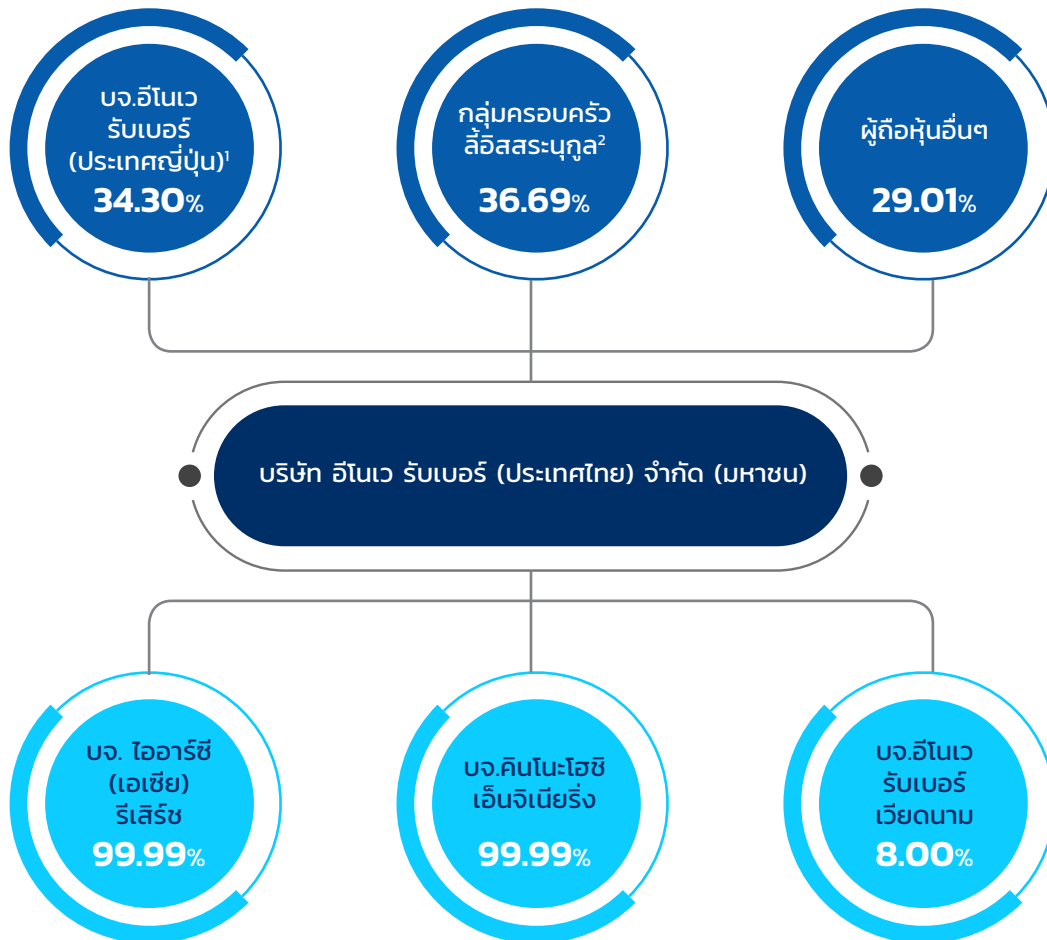 บจ.อีโนเว
รับเบอร์
(ประเทศญี่ปุ่น)¹
34.30%
กลุ่มครอบครัว
ลี้อิสสระนุกูล²
36.69%
ผู้ถือหุ้นอื่นๆ
29.01%
บริษัท อีโนเว รับเบอร์ (ประเทศไทย) จำกัด (มหาชน)
บจ. ไออาร์ซี
(เอเซีย)
รีเสิร์ช
99.99%
บจ.คินโนะโฮชิ
เอ็นจิเนียริ่ง
99.99%
บจ.อีโนเว
รับเบอร์
เวียดนาม
8.00%